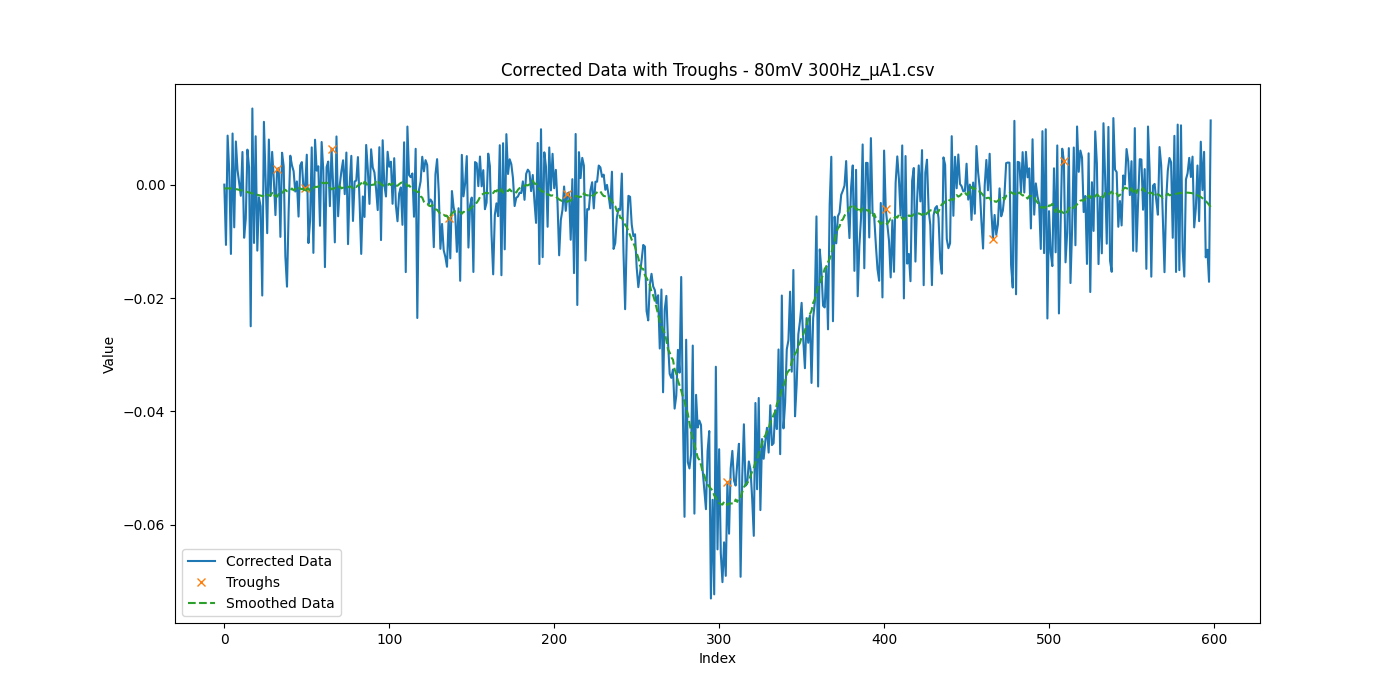 Corrected Data with Troughs - 80mV 300Hz_µA1.csv
0.00
−0.02
−0.04
−0.06
Value
Corrected Data
Troughs
Smoothed Data
0 100 200 300 400 500 600
Index